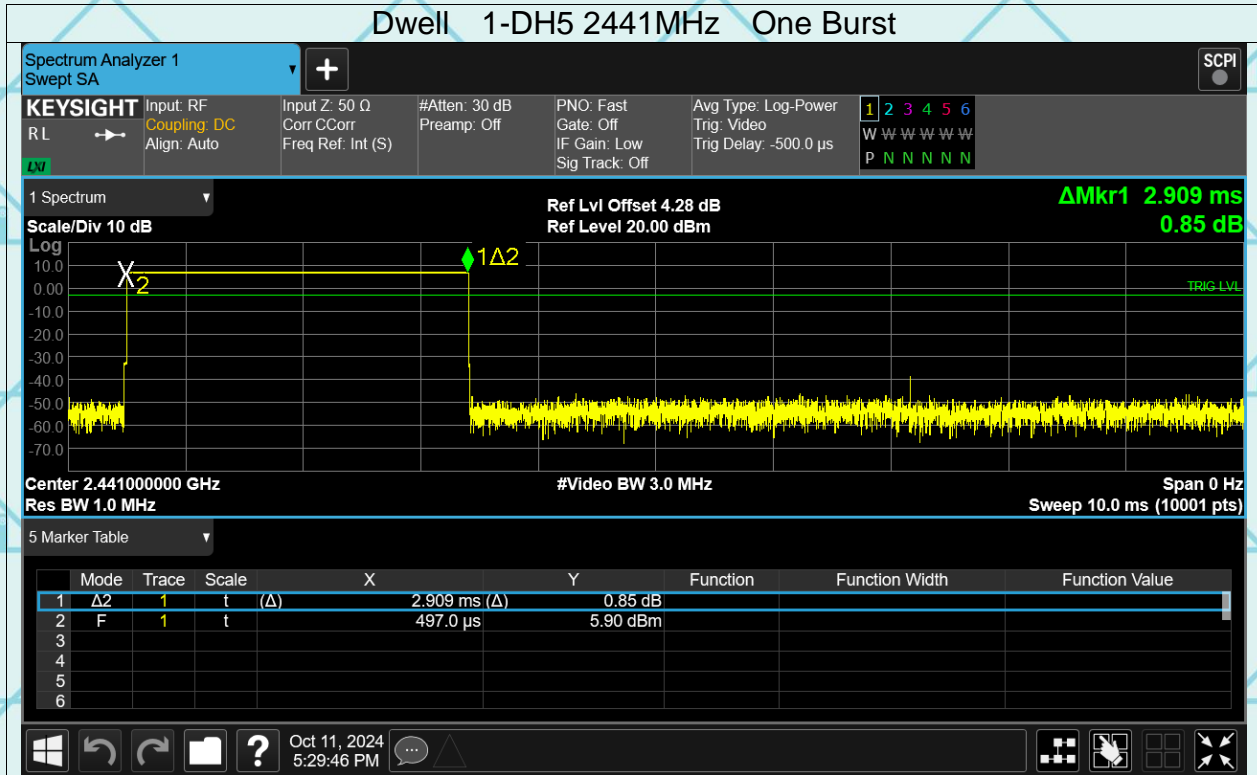 Dwell 1-DH5 2441MHz One Burst
Spectrum Analyzer 1
Swept SA
▼
+
SCPI
KEYSIGHT
R L
LXI
Input: RF
Coupling: DC
Align: Auto
Input Z: 50 Ω
Corr CCorr
Freq Ref: Int (S)
#Atten: 30 dB
Preamp: Off
PNO: Fast
Gate: Off
IF Gain: Low
Sig Track: Off
Avg Type: Log-Power
Trig: Video
Trig Delay: -500.0 µs
1 2 3 4 5 6
W W W W W W
P N N N N N
1 Spectrum ▼
Scale/Div 10 dB
Ref Lvl Offset 4.28 dB
Ref Level 20.00 dBm
ΔMkr1 2.909 ms
0.85 dB
Log
10.0
0.00
-10.0
-20.0
-30.0
-40.0
-50.0
-60.0
-70.0
X
2
1Δ2
TRIG LVL
Center 2.441000000 GHz #Video BW 3.0 MHz Span 0 Hz
Res BW 1.0 MHz Sweep 10.0 ms (10001 pts)
5 Marker Table ▼
Mode Trace Scale X Y Function Function Width Function Value
1 Δ2 1 t (Δ) 2.909 ms (Δ) 0.85 dB
2 F 1 t 497.0 µs 5.90 dBm
3
4
5
6
?
Oct 11, 2024
5:29:46 PM
...